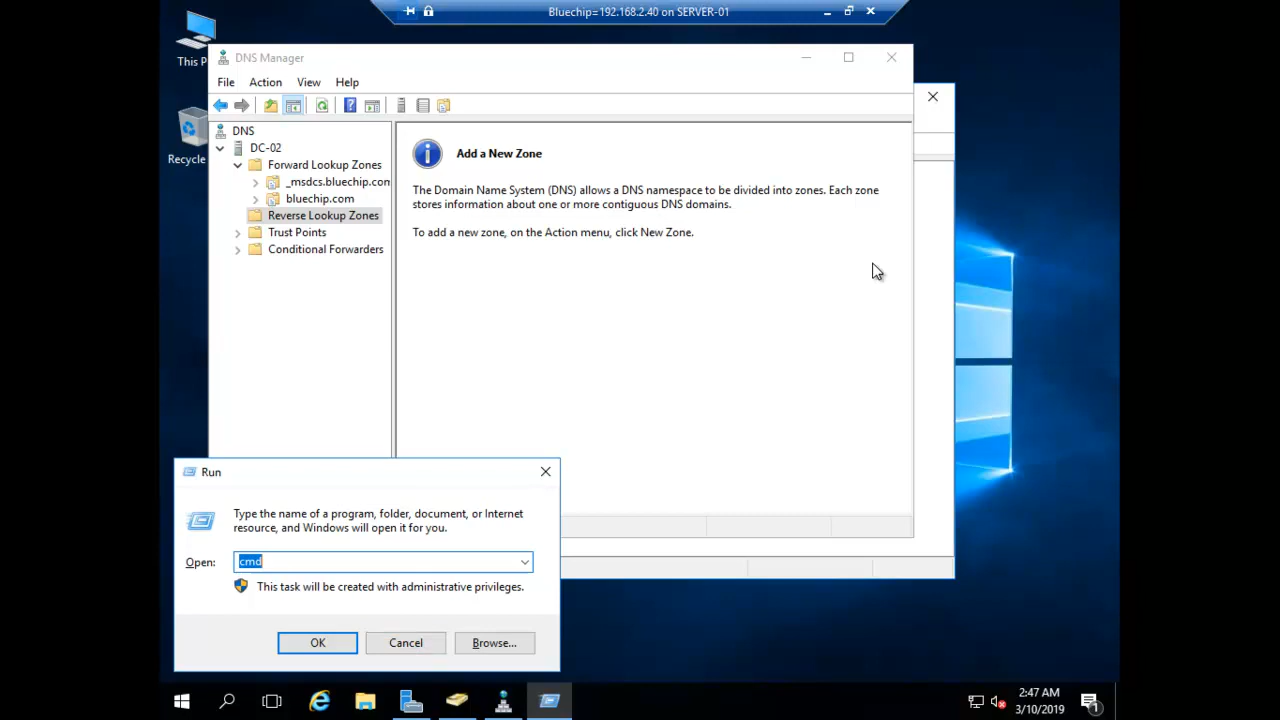 Bluechip=192.168.2.40 on SERVER-01
This P
Recycle
DNS Manager
File Action View Help
DNS
DC-02
Forward Lookup Zones
_msdcs.bluechip.com
bluechip.com
Reverse Lookup Zones
Trust Points
Conditional Forwarders
Add a New Zone
The Domain Name System (DNS) allows a DNS namespace to be divided into zones. Each zone
stores information about one or more contiguous DNS domains.
To add a new zone, on the Action menu, click New Zone.
Run
Type the name of a program, folder, document, or Internet
resource, and Windows will open it for you.
Open: cmd
This task will be created with administrative privileges.
OK Cancel Browse...
2:47 AM
3/10/2019
1